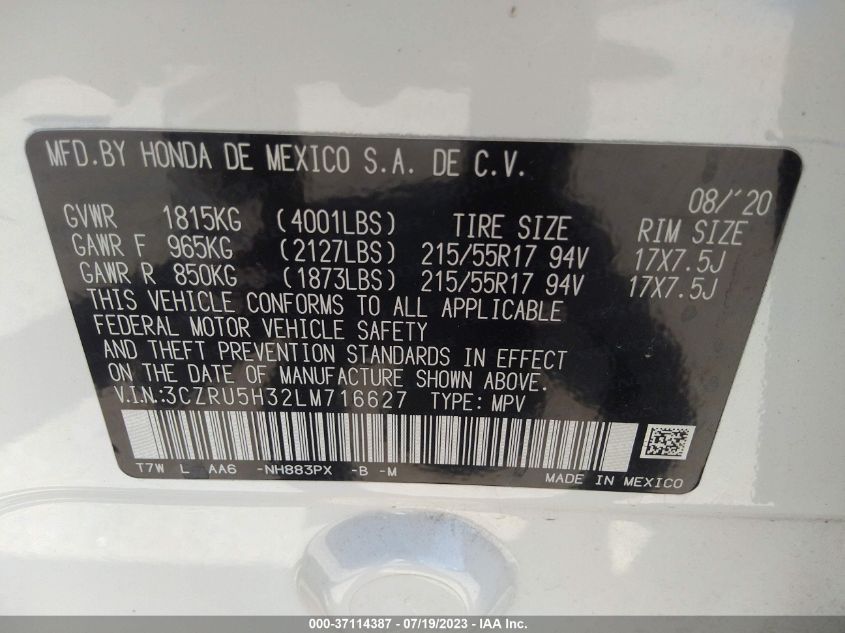 MFD.BY HONDA DE MEXICO S.A. DE C.V.
08/'20
GVWR 1815KG (4001LBS) TIRE SIZE RIM SIZE
GAWR F 965KG (2127LBS) 215/55R17 94V 17X7.5J
GAWR R 850KG (1873LBS) 215/55R17 94V 17X7.5J
THIS VEHICLE CONFORMS TO ALL APPLICABLE
FEDERAL MOTOR VEHICLE SAFETY
AND THEFT PREVENTION STANDARDS IN EFFECT
ON THE DATE OF MANUFACTURE SHOWN ABOVE.
V.I.N:3CZRU5H32LM716627 TYPE: MPV
T7W L AA6 -NH883PX -B -M MADE IN MEXICO
000-37114387 - 07/19/2023 - IAA Inc.